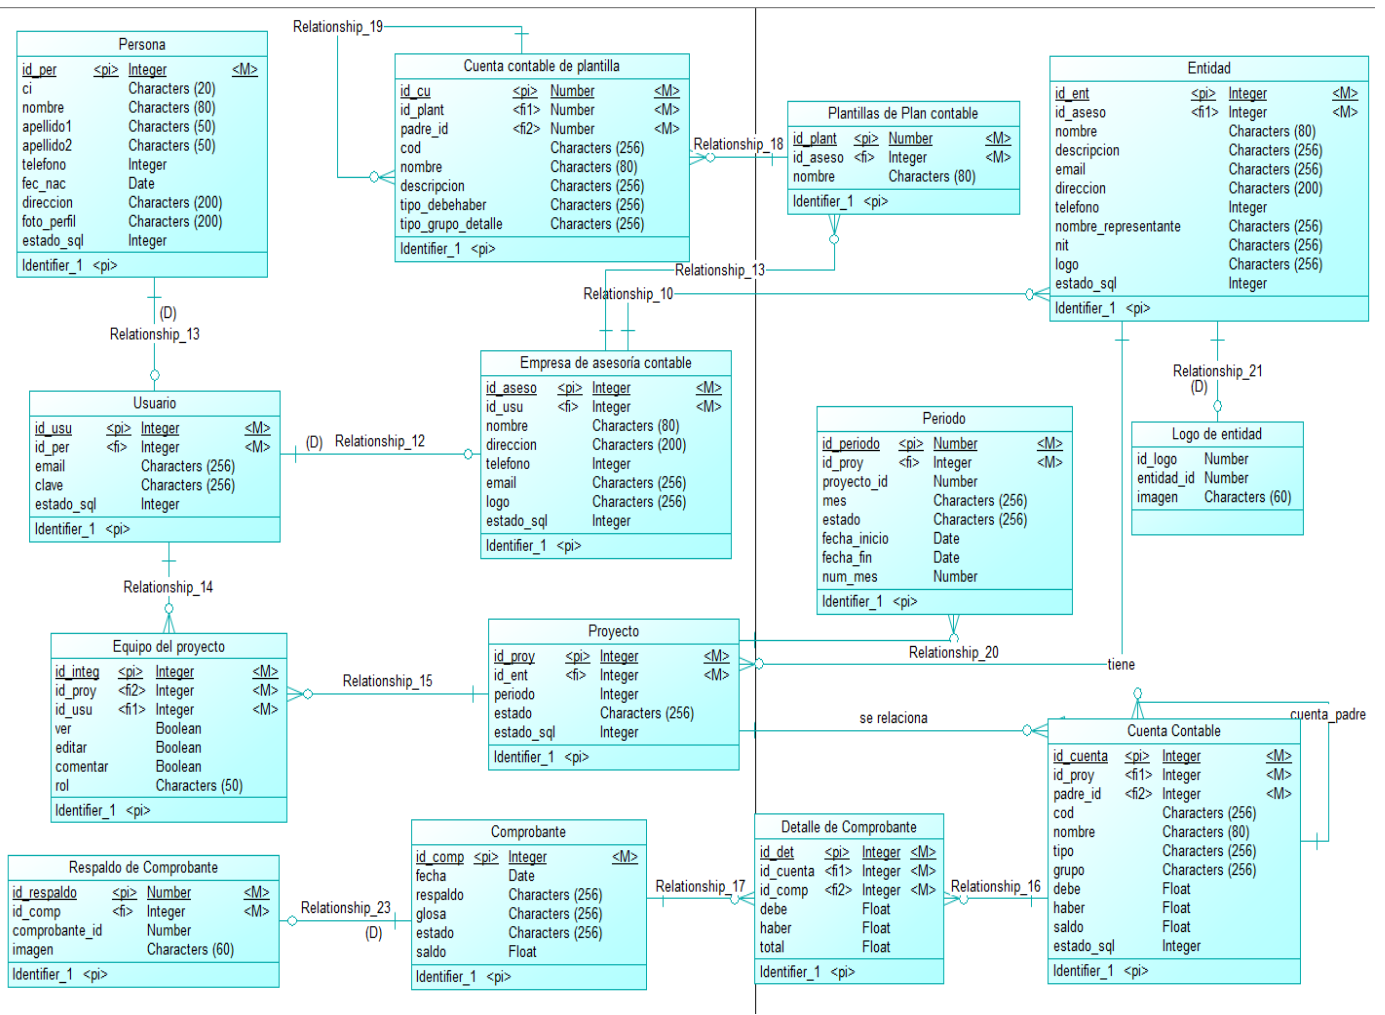 Relationship_19
Persona
id_per <pi> Integer <M>
ci Characters (20)
nombre Characters (80)
apellido1 Characters (50)
apellido2 Characters (50)
telefono Integer
fec_nac Date
direccion Characters (200)
foto_perfil Characters (200)
estado_sql Integer
Identifier_1 <pi>
Cuenta contable de plantilla
id_cu <pi> Number <M>
id_plant <fi1> Number <M>
padre_id <fi2> Number <M>
cod Characters (256)
nombre Characters (80)
descripcion Characters (256)
tipo_debehaber Characters (256)
tipo_grupo_detalle Characters (256)
Identifier_1 <pi>
Relationship_18
Plantillas de Plan contable
id_plant <pi> Number <M>
id_aseso <fi> Integer <M>
nombre Characters (80)
Identifier_1 <pi>
Entidad
id_ent <pi> Integer <M>
id_aseso <fi1> Integer <M>
nombre Characters (80)
descripcion Characters (256)
email Characters (256)
direccion Characters (200)
telefono Integer
nombre_representante Characters (256)
nit Characters (256)
logo Characters (256)
estado_sql Integer
Identifier_1 <pi>
Relationship_13
Relationship_10
(D)
Relationship_13
Usuario
id_usu <pi> Integer <M>
id_per <fi> Integer <M>
email Characters (256)
clave Characters (256)
estado_sql Integer
Identifier_1 <pi>
(D) Relationship_12
Empresa de asesoría contable
id_aseso <pi> Integer <M>
id_usu <fi> Integer <M>
nombre Characters (80)
direccion Characters (200)
telefono Integer
email Characters (256)
logo Characters (256)
estado_sql Integer
Identifier_1 <pi>
Periodo
id_periodo <pi> Number <M>
id_proy <fi> Integer <M>
proyecto_id Number
mes Characters (256)
estado Characters (256)
fecha_inicio Date
fecha_fin Date
num_mes Number
Identifier_1 <pi>
Relationship_21
(D)
Logo de entidad
id_logo Number
entidad_id Number
imagen Characters (60)
Relationship_14
Equipo del proyecto
id_integ <pi> Integer <M>
id_proy <fi2> Integer <M>
id_usu <fi1> Integer <M>
ver Boolean
editar Boolean
comentar Boolean
rol Characters (50)
Identifier_1 <pi>
Relationship_15
Proyecto
id_proy <pi> Integer <M>
id_ent <fi> Integer <M>
periodo Integer
estado Characters (256)
estado_sql Integer
Identifier_1 <pi>
Relationship_20
tiene
se relaciona
cuenta_padre
Cuenta Contable
id_cuenta <pi> Integer <M>
id_proy <fi1> Integer <M>
padre_id <fi2> Integer <M>
cod Characters (256)
nombre Characters (80)
tipo Characters (256)
grupo Characters (256)
debe Float
haber Float
saldo Float
estado_sql Integer
Identifier_1 <pi>
Respaldo de Comprobante
id_respaldo <pi> Number <M>
id_comp <fi> Integer <M>
comprobante_id Number
imagen Characters (60)
Identifier_1 <pi>
Relationship_23
(D)
Comprobante
id_comp <pi> Integer <M>
fecha Date
respaldo Characters (256)
glosa Characters (256)
estado Characters (256)
saldo Float
Identifier_1 <pi>
Relationship_17
Detalle de Comprobante
id_det <pi> Integer <M>
id_cuenta <fi1> Integer <M>
id_comp <fi2> Integer <M>
debe Float
haber Float
total Float
Identifier_1 <pi>
Relationship_16